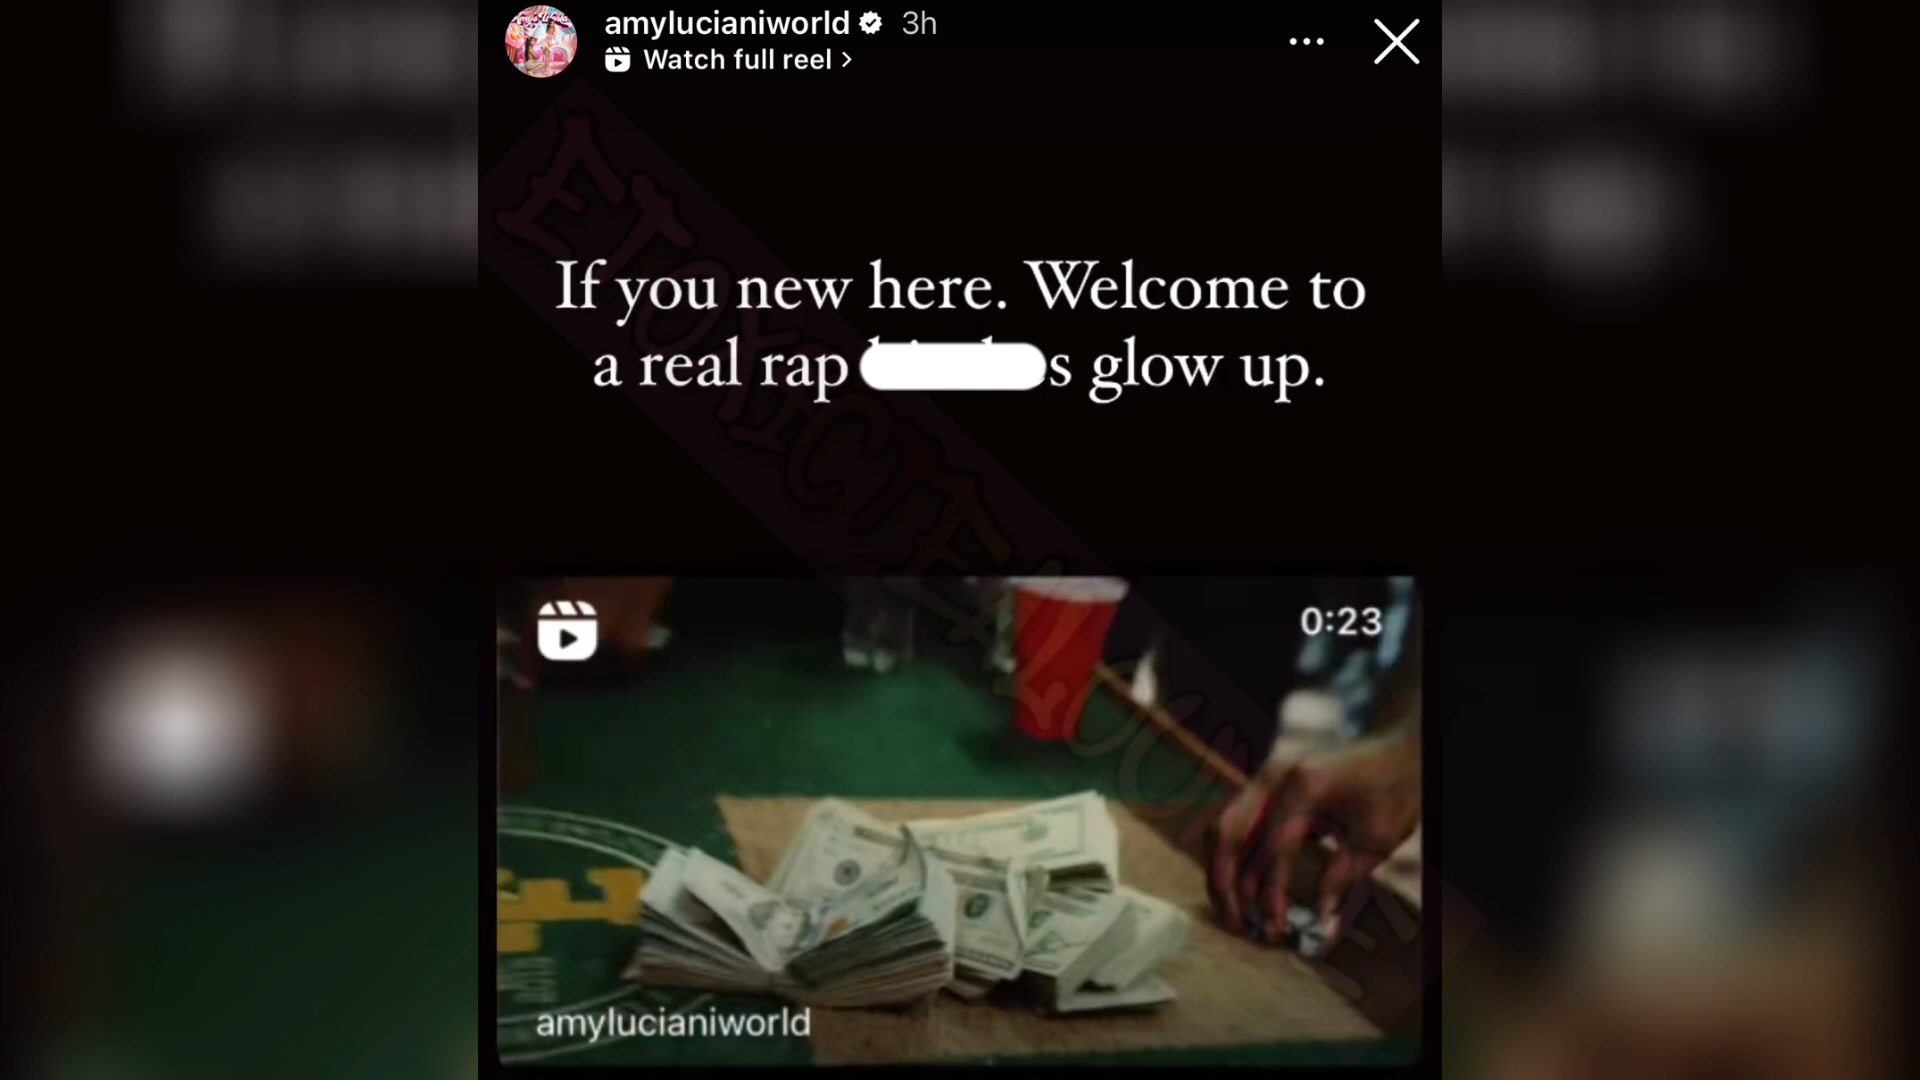 amylucianiworld 3h
Watch full reel >
If you new here. Welcome to
a real rap s glow up.
0:23
amylucianiworld